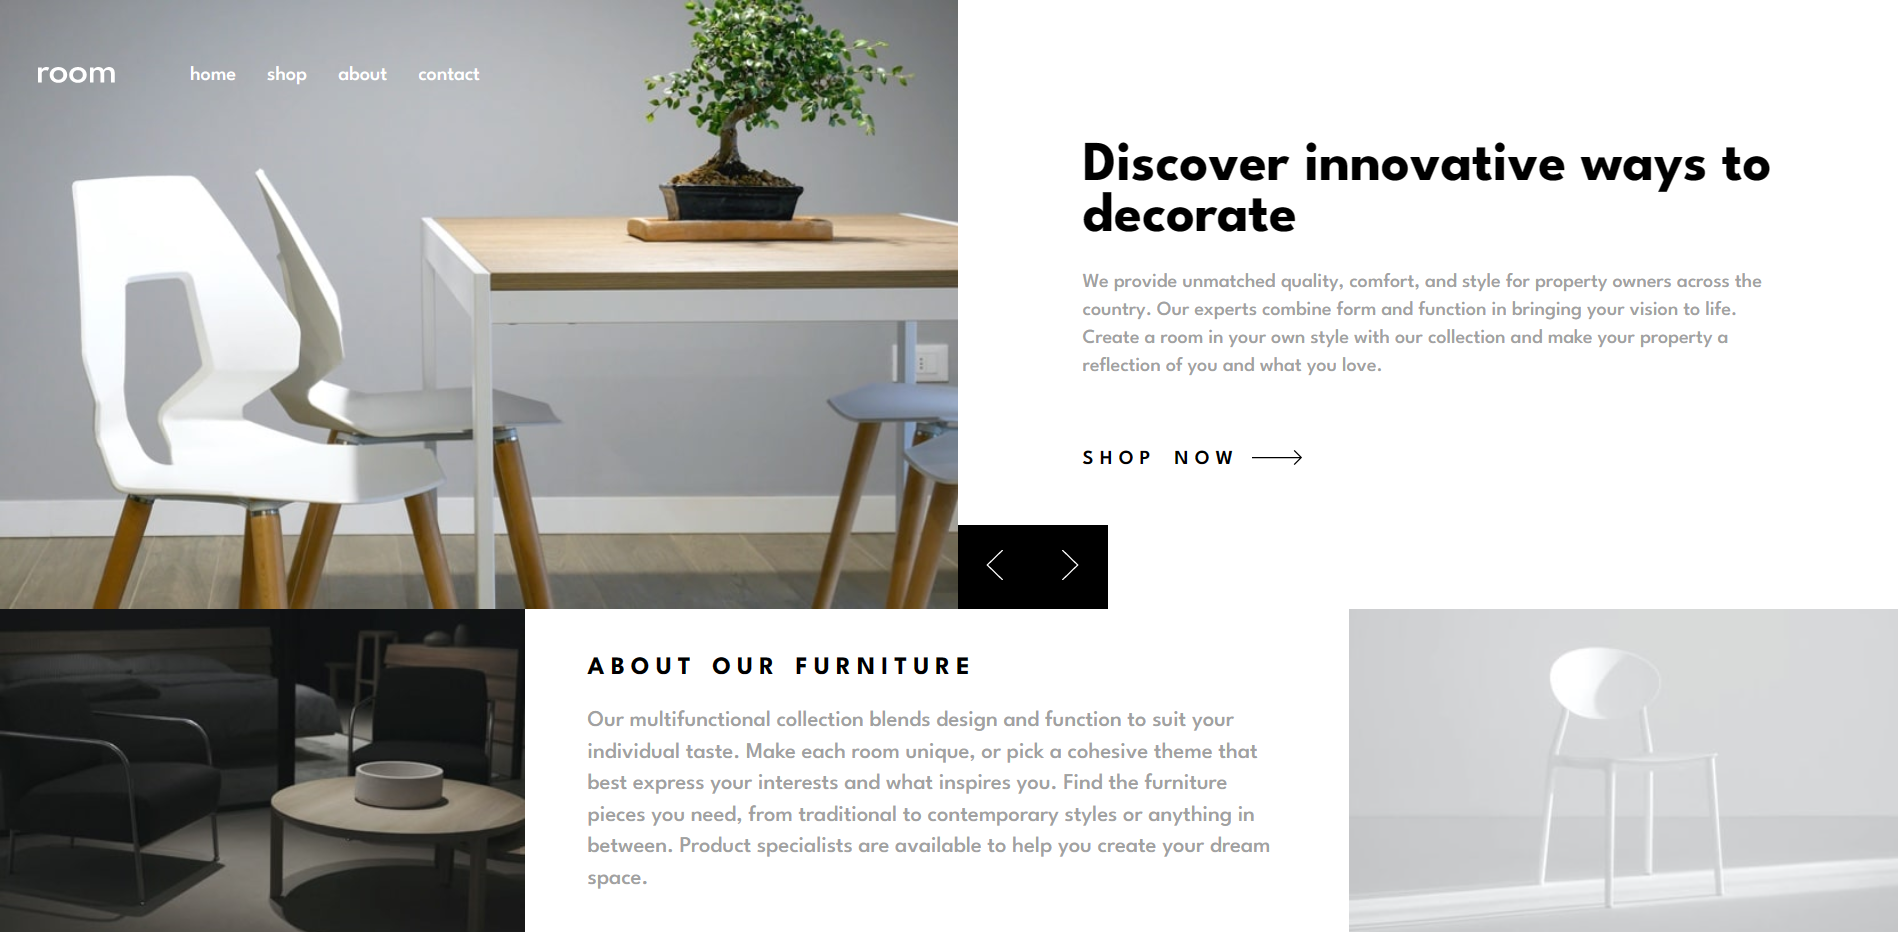 room
home shop about contact
Discover innovative ways to
decorate
We provide unmatched quality, comfort, and style for property owners across the
country. Our experts combine form and function in bringing your vision to life.
Create a room in your own style with our collection and make your property a
reflection of you and what you love.
SHOP NOW
ABOUT OUR FURNITURE
Our multifunctional collection blends design and function to suit your
individual taste. Make each room unique, or pick a cohesive theme that
best express your interests and what inspires you. Find the furniture
pieces you need, from traditional to contemporary styles or anything in
between. Product specialists are available to help you create your dream
space.